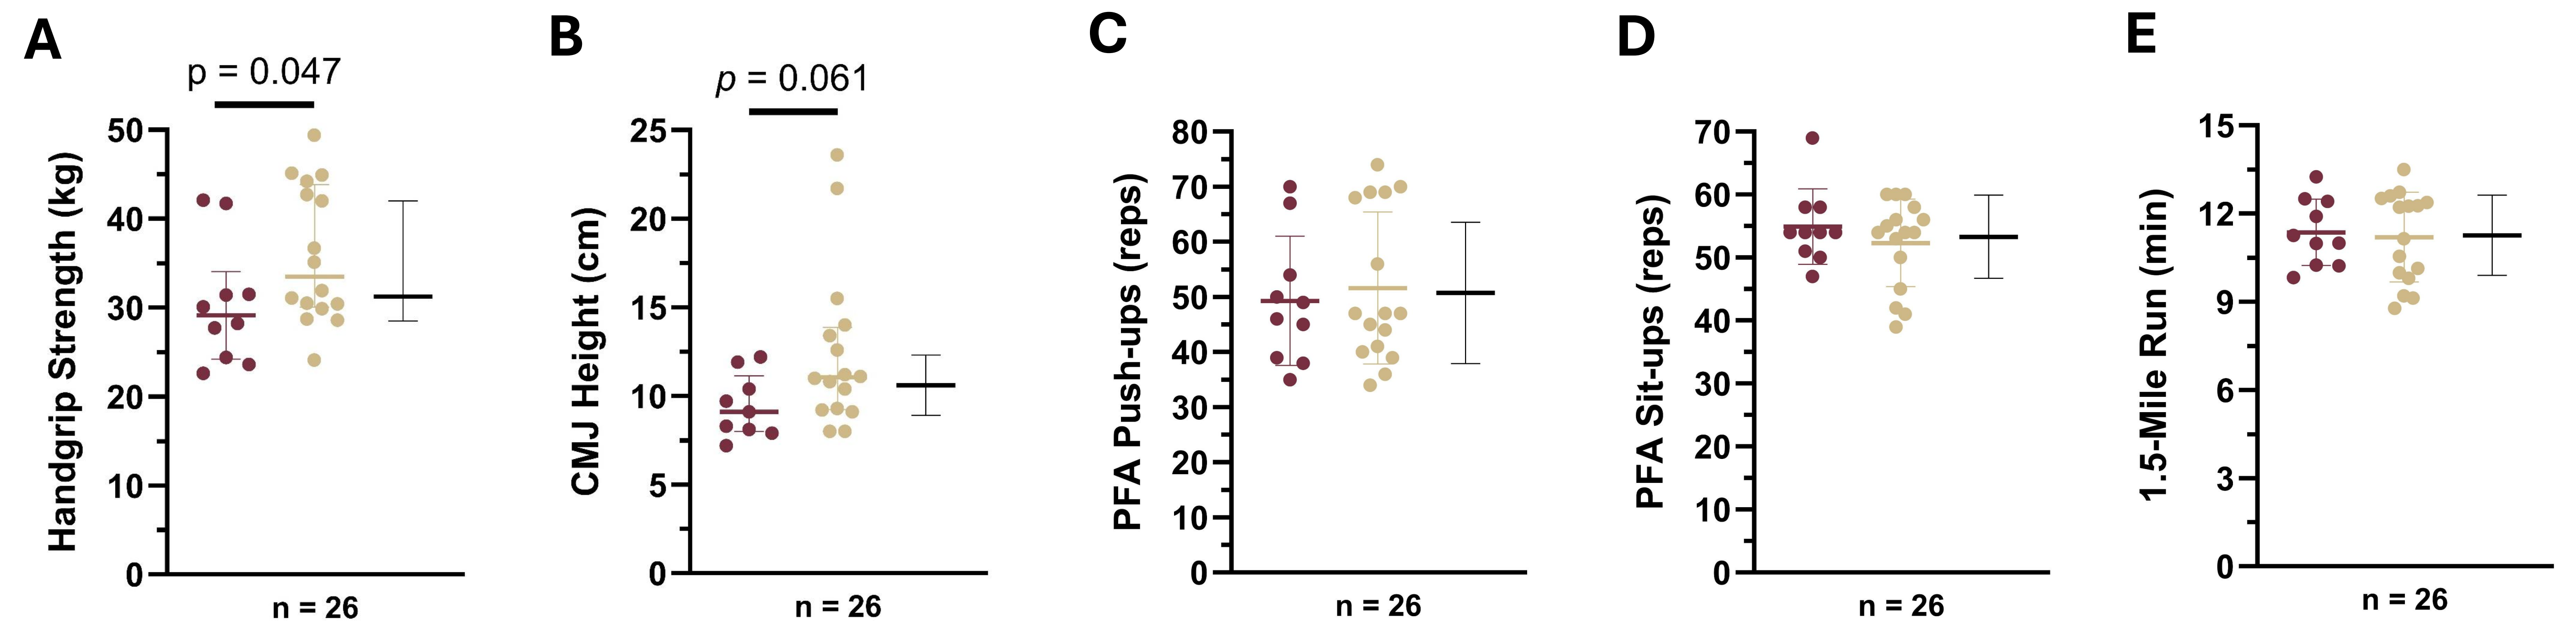 A
p = 0.047
Handgrip Strength (kg)
50
40
30
20
10
0
n = 26
B
p = 0.061
CMJ Height (cm)
25
20
15
10
5
0
n = 26
C
PFA Push-ups (reps)
80
70
60
50
40
30
20
10
0
n = 26
D
PFA Sit-ups (reps)
70
60
50
40
30
20
10
0
n = 26
E
1.5-Mile Run (min)
15
12
9
6
3
0
n = 26